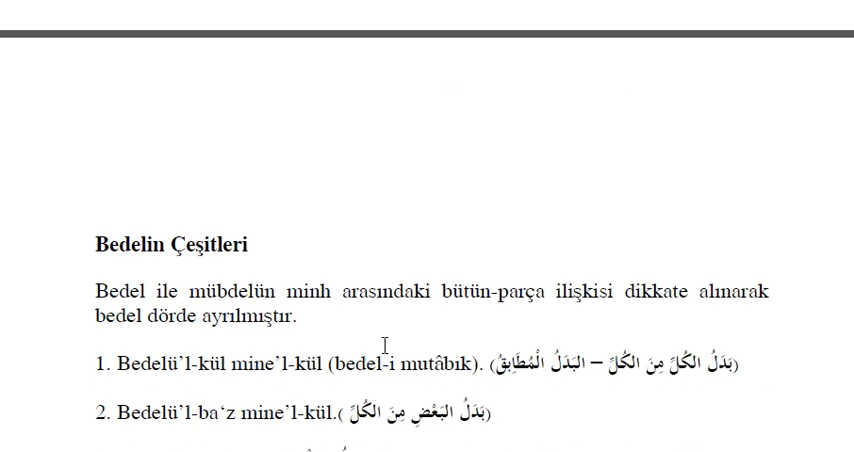 Bedelin Çeşitleri
Bedel ile mübdelün minh arasındaki bütün-parça ilişkisi dikkate alınarak
bedel dörde ayrılmıştır.
1. Bedelü’l-kül mine’l-kül (bedel-i mutâbık). (بَدَلُ الكُلِّ مِنَ الكُلِّ – البَدَلُ الْمُطَابِقُ)
2. Bedelü’l-ba‘z mine’l-kül.( بَدَلُ البَعْضِ مِنَ الكُلِّ)